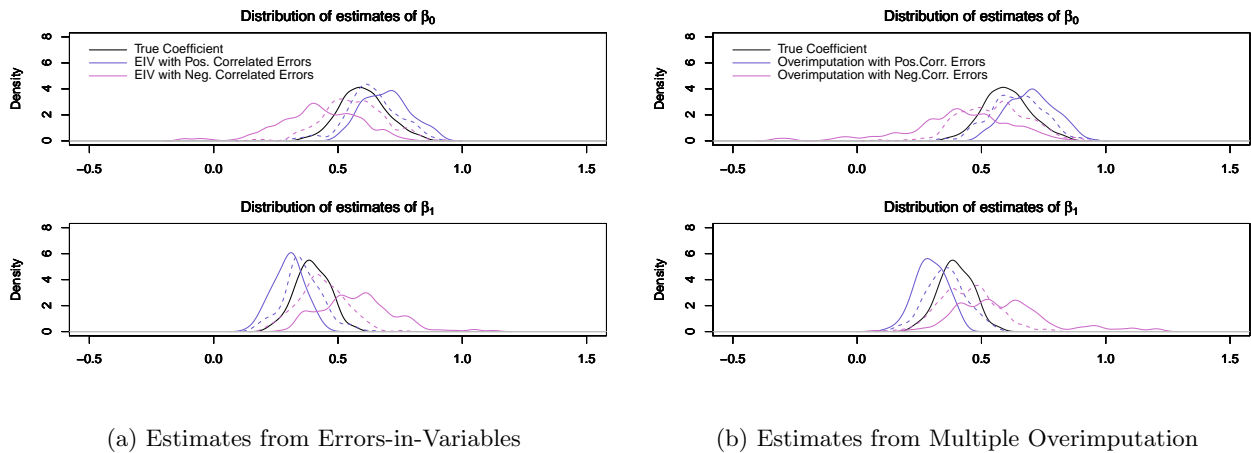 Distribution of estimates of β₀
Density
8
6
4
2
0
True Coefficient
EIV with Pos. Correlated Errors
EIV with Neg. Correlated Errors
−0.5 0.0 0.5 1.0 1.5
Distribution of estimates of β₁
Density
8
6
4
2
0
−0.5 0.0 0.5 1.0 1.5
(a) Estimates from Errors-in-Variables
Distribution of estimates of β₀
Density
8
6
4
2
0
True Coefficient
Overimputation with Pos.Corr. Errors
Overimputation with Neg.Corr. Errors
−0.5 0.0 0.5 1.0 1.5
Distribution of estimates of β₁
Density
8
6
4
2
0
−0.5 0.0 0.5 1.0 1.5
(b) Estimates from Multiple Overimputation